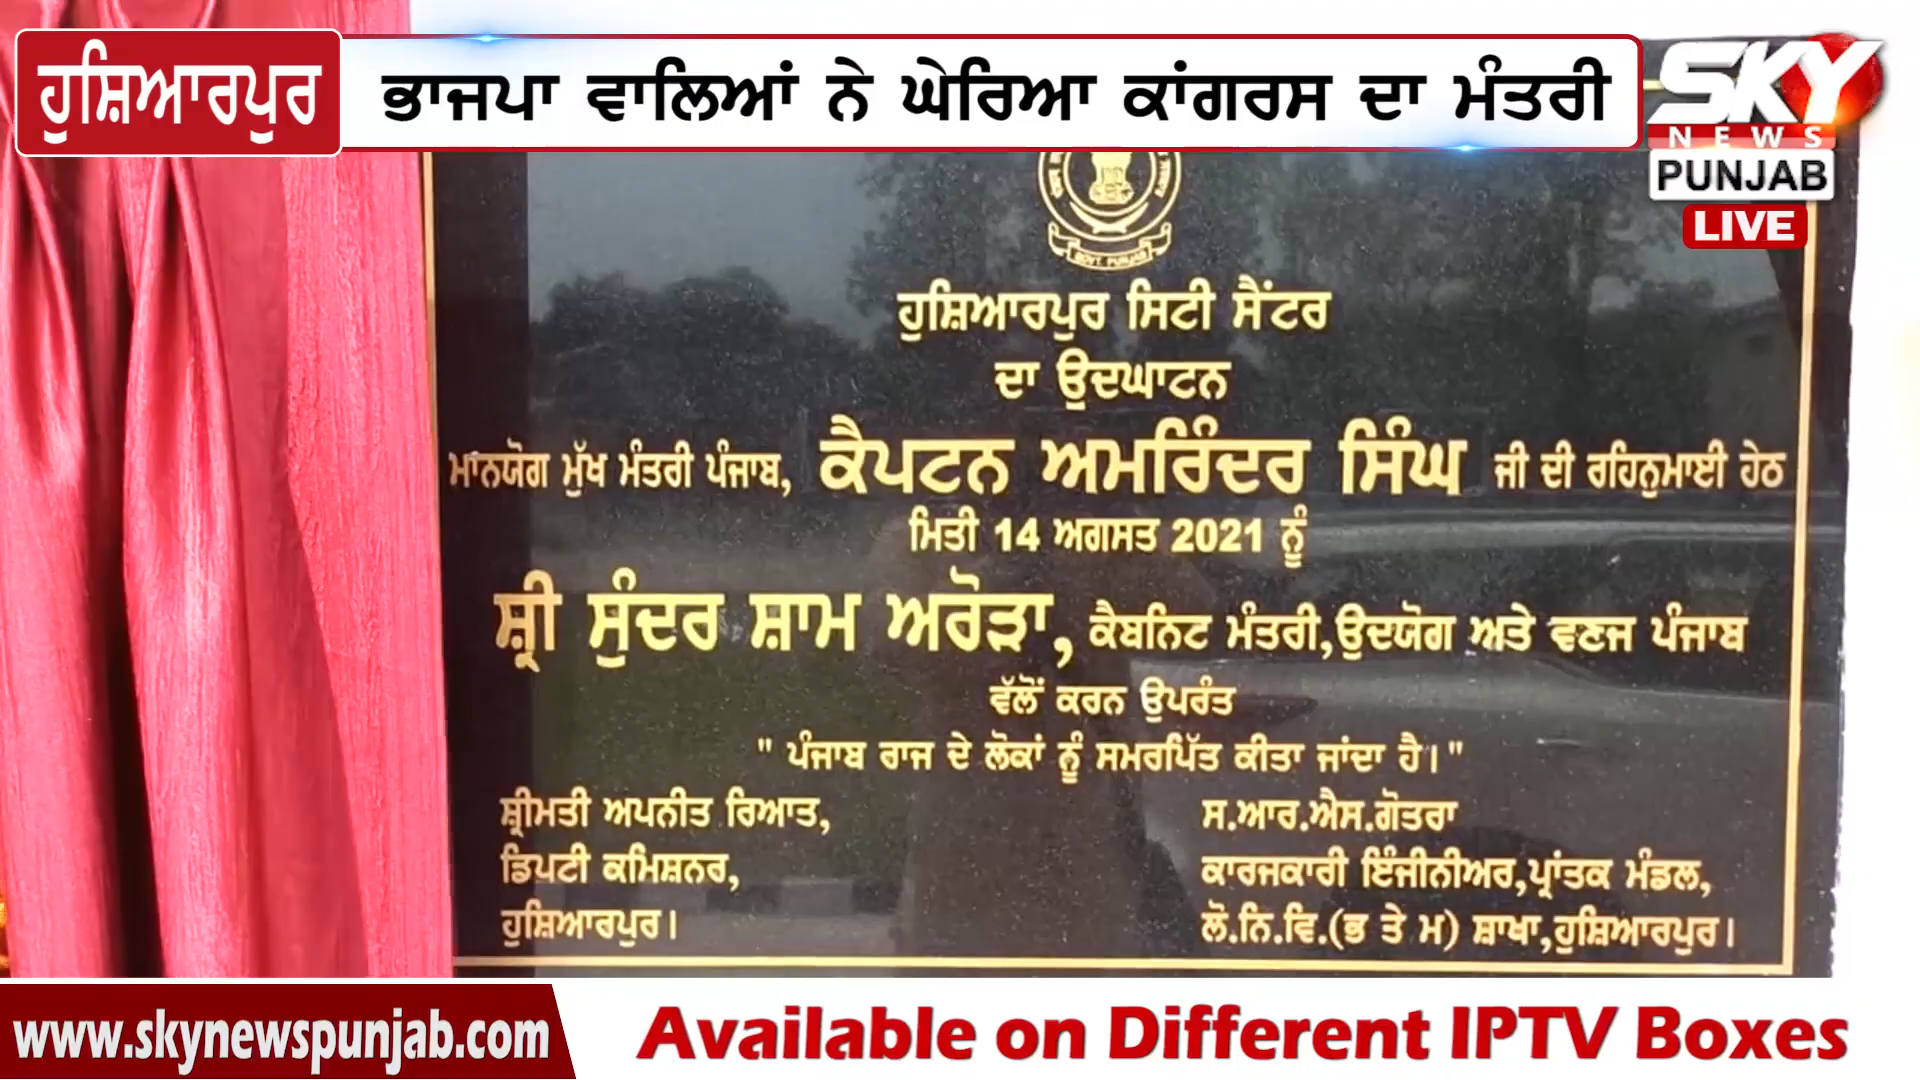 ਹੁਸ਼ਿਆਰਪੁਰ
ਭਾਜਪਾ ਵਾਲਿਆਂ ਨੇ ਘੇਰਿਆ ਕਾਂਗਰਸ ਦਾ ਮੰਤਰੀ
SKY
NEWS
PUNJAB
LIVE
GOVT. PUNJAB
ਹੁਸ਼ਿਆਰਪੁਰ ਸਿਟੀ ਸੈਂਟਰ
ਦਾ ਉਦਘਾਟਨ
ਮਾਨਯੋਗ ਮੁੱਖ ਮੰਤਰੀ ਪੰਜਾਬ, ਕੈਪਟਨ ਅਮਰਿੰਦਰ ਸਿੰਘ ਜੀ ਦੀ ਰਹਿਨੁਮਾਈ ਹੇਠ
ਮਿਤੀ 14 ਅਗਸਤ 2021 ਨੂੰ
ਸ਼੍ਰੀ ਸੁੰਦਰ ਸ਼ਾਮ ਅਰੋੜਾ, ਕੈਬਨਿਟ ਮੰਤਰੀ,ਉਦਯੋਗ ਅਤੇ ਵਣਜ ਪੰਜਾਬ
ਵੱਲੋਂ ਕਰਨ ਉਪਰੰਤ
" ਪੰਜਾਬ ਰਾਜ ਦੇ ਲੋਕਾਂ ਨੂੰ ਸਮਰਪਿੱਤ ਕੀਤਾ ਜਾਂਦਾ ਹੈ।"
ਸ਼੍ਰੀਮਤੀ ਅਪਨੀਤ ਰਿਆਤ,
ਡਿਪਟੀ ਕਮਿਸ਼ਨਰ,
ਹੁਸ਼ਿਆਰਪੁਰ।
ਸ.ਆਰ.ਐਸ.ਗੋਤਰਾ
ਕਾਰਜਕਾਰੀ ਇੰਜੀਨੀਅਰ,ਪ੍ਰਾਂਤਕ ਮੰਡਲ,
ਲੋ.ਨਿ.ਵਿ.(ਭ ਤੇ ਮ) ਸ਼ਾਖਾ,ਹੁਸ਼ਿਆਰਪੁਰ।
www.skynewspunjab.com
Available on Different IPTV Boxes